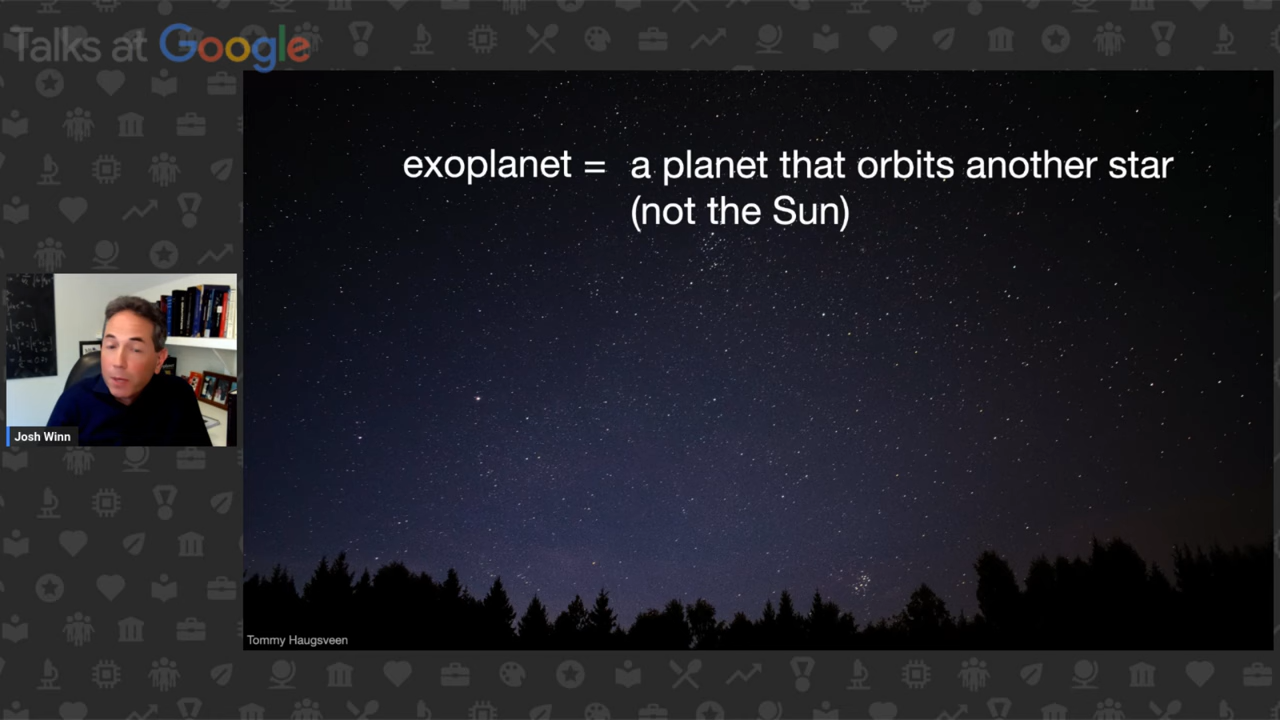 Talks at Google
exoplanet = a planet that orbits another star
(not the Sun)
Josh Winn
Tommy Haugsveen